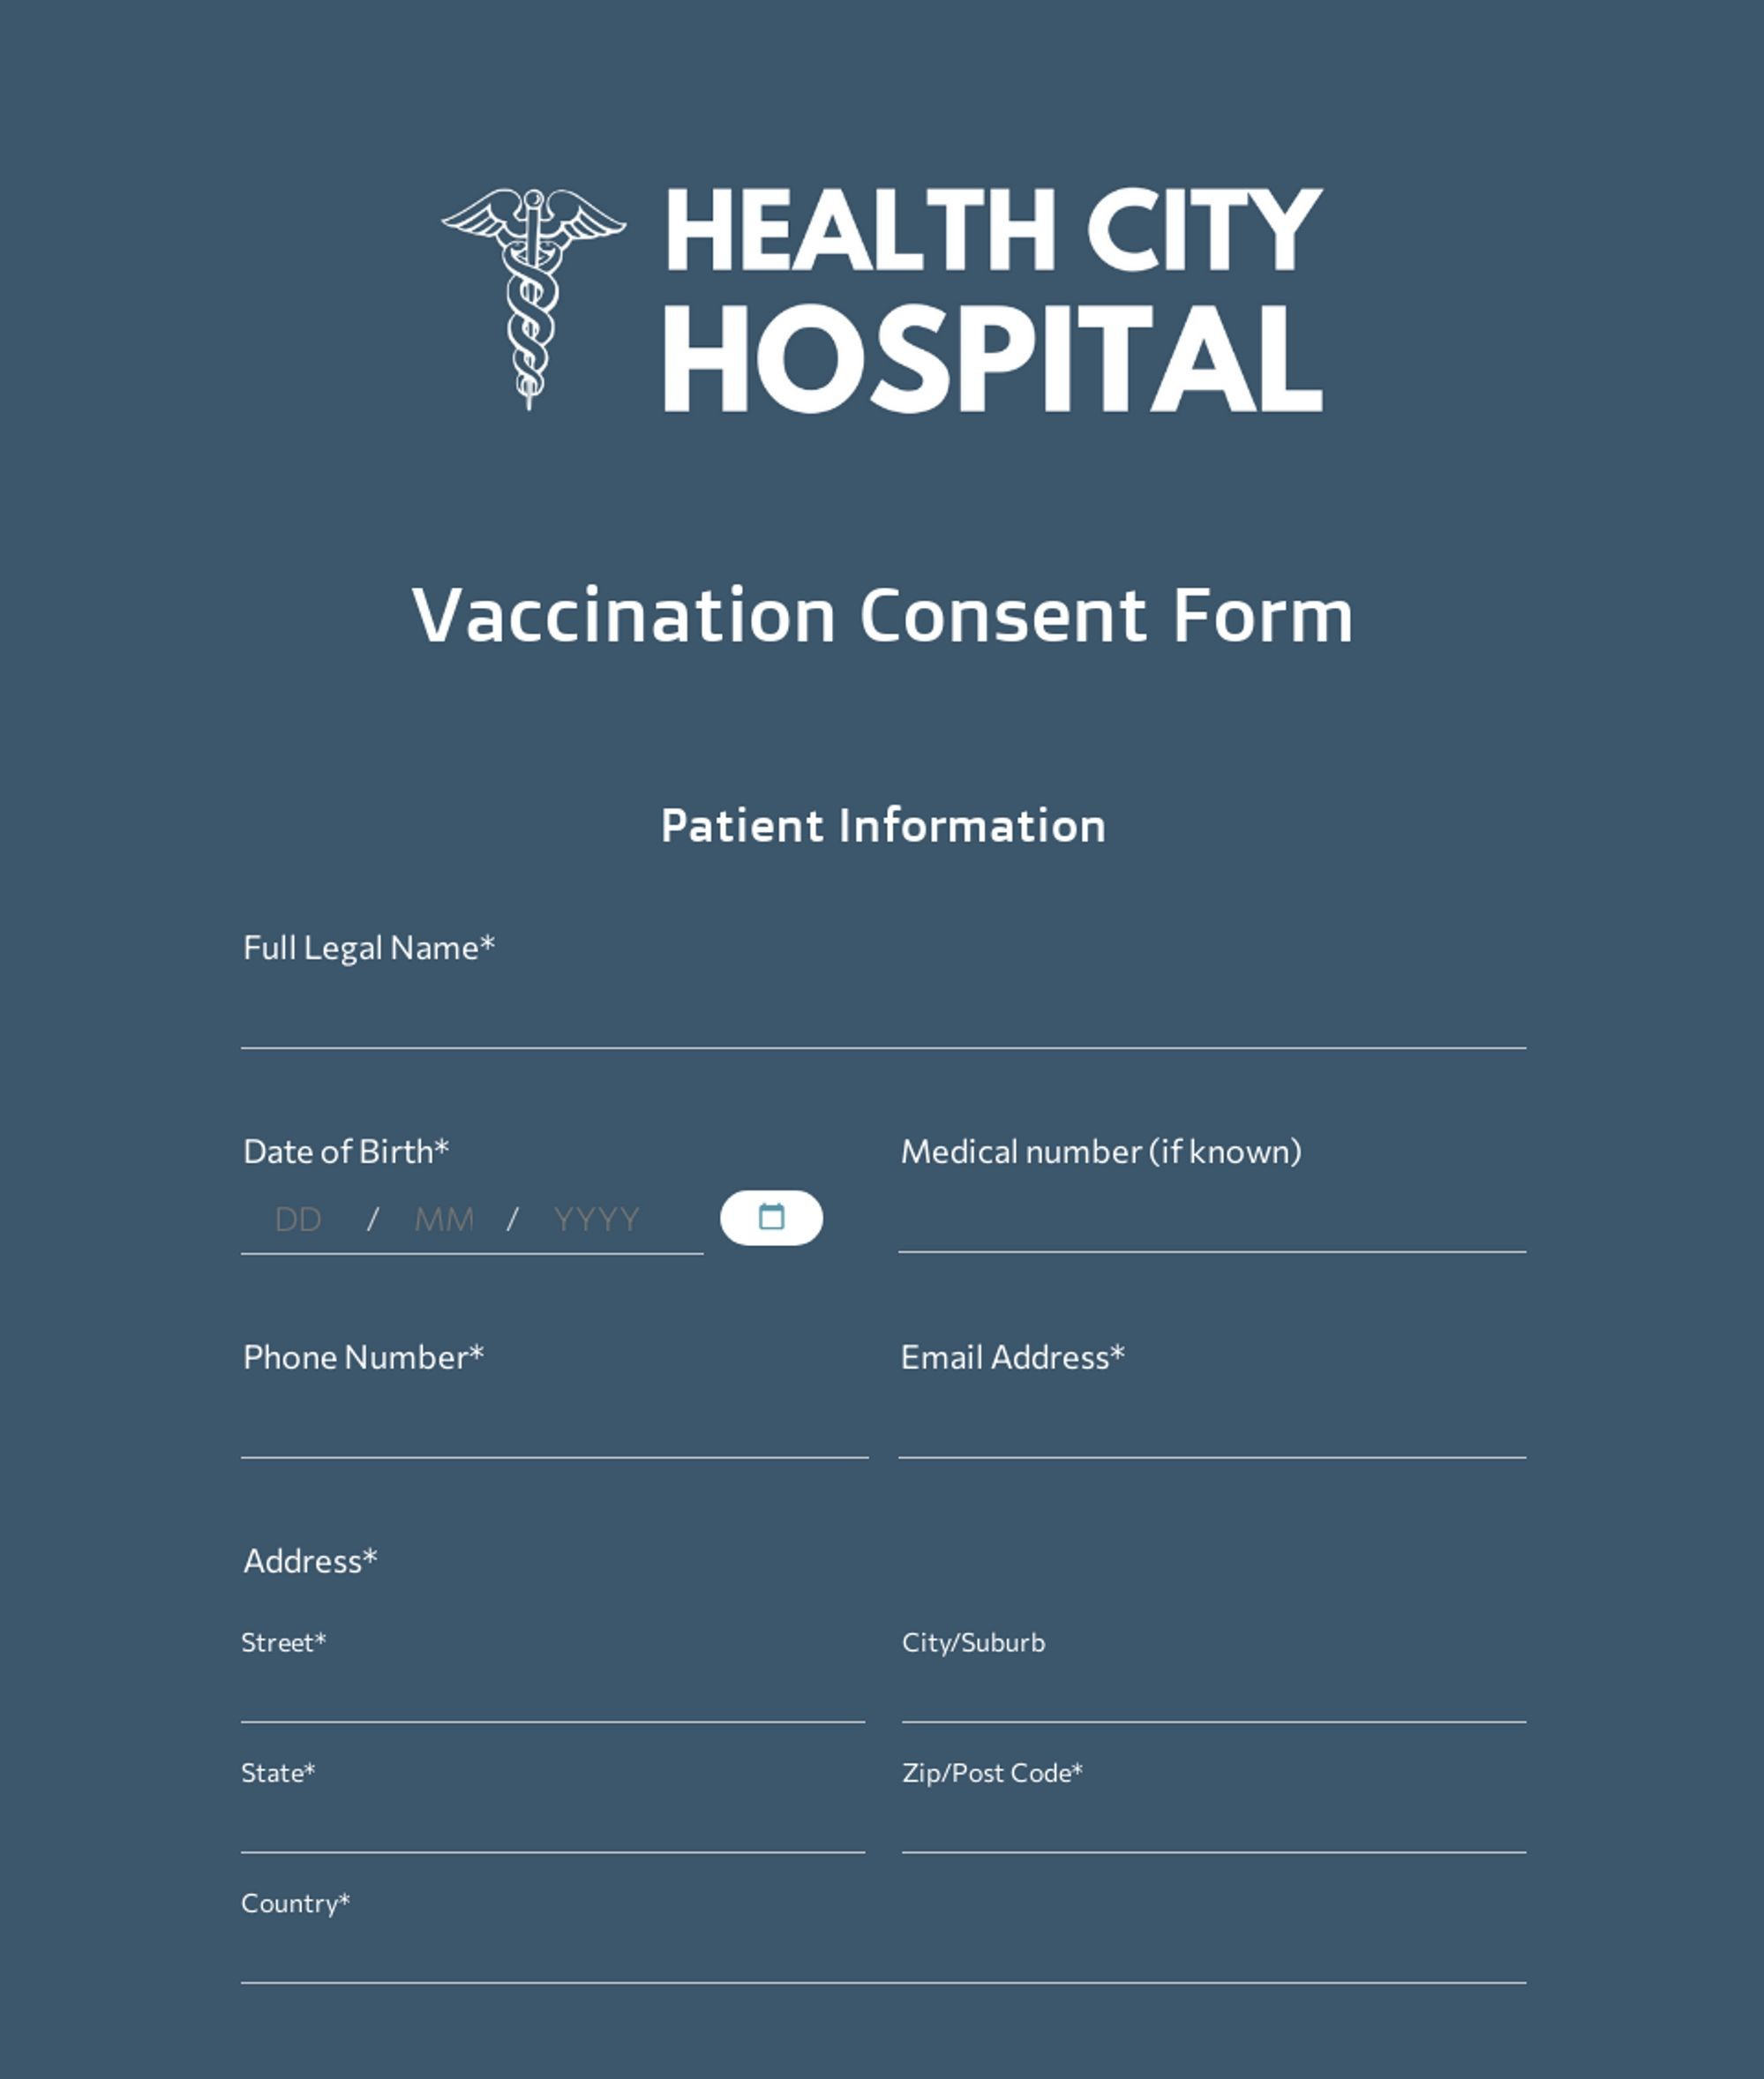 HEALTH CITY
HOSPITAL
Vaccination Consent Form
Patient Information
Full Legal Name*
Date of Birth*
Medical number (if known)
DD / MM / YYYY
Phone Number*
Email Address*
Address*
Street*
City/Suburb
State*
Zip/Post Code*
Country*